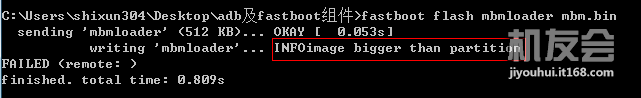 C:\Users\shixun304\Desktop\adb及fastboot组件>fastboot flash mbmloader mbm.bin
sending 'mbmloader' (512 KB)... OKAY [  0.053s]
writing 'mbmloader'... INFOimage bigger than partition
FAILED (remote: )
finished. total time: 0.809s
机友会
jiyouhui.it168.com